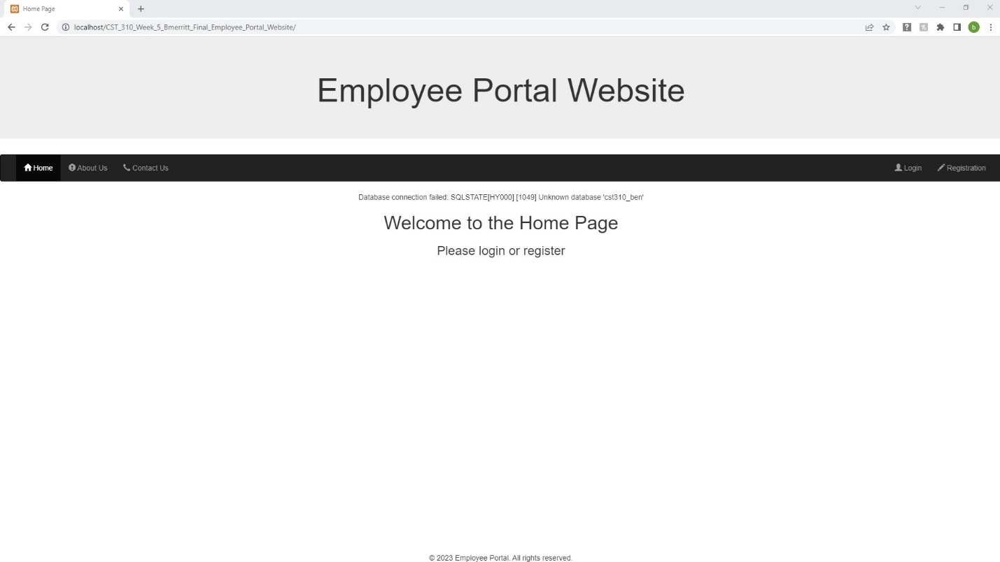 Home Page
localhost/CST_310_Week_5_Bmerritt_Final_Employee_Portal_Website/
b
Employee Portal Website
Home About Us Contact Us Login Registration
Database connection failed: SQLSTATE[HY000] [1049] Unknown database 'cst310_ben'
Welcome to the Home Page
Please login or register
© 2023 Employee Portal. All rights reserved.